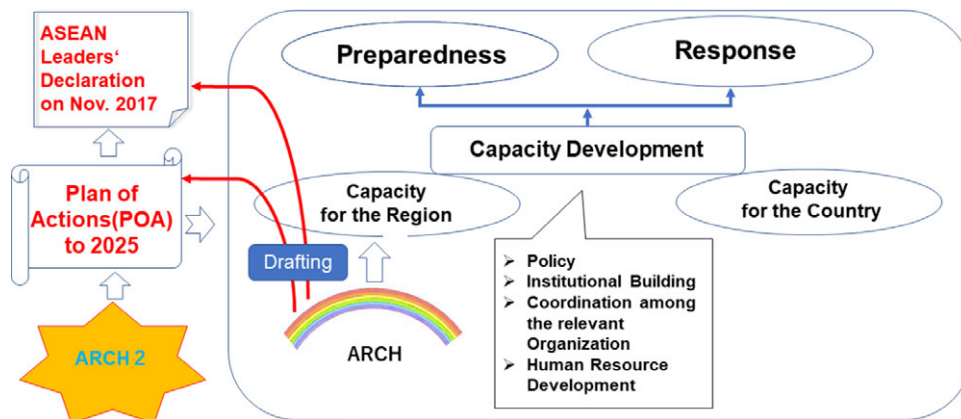 ASEAN
Leaders‘
Declaration
on Nov. 2017
Plan of
Actions(POA)
to 2025
ARCH 2
Preparedness
Response
Capacity Development
Capacity
for the Region
Capacity
for the Country
Drafting
ARCH
➢ Policy
➢ Institutional Building
➢ Coordination among
the relevant
Organization
➢ Human Resource
Development